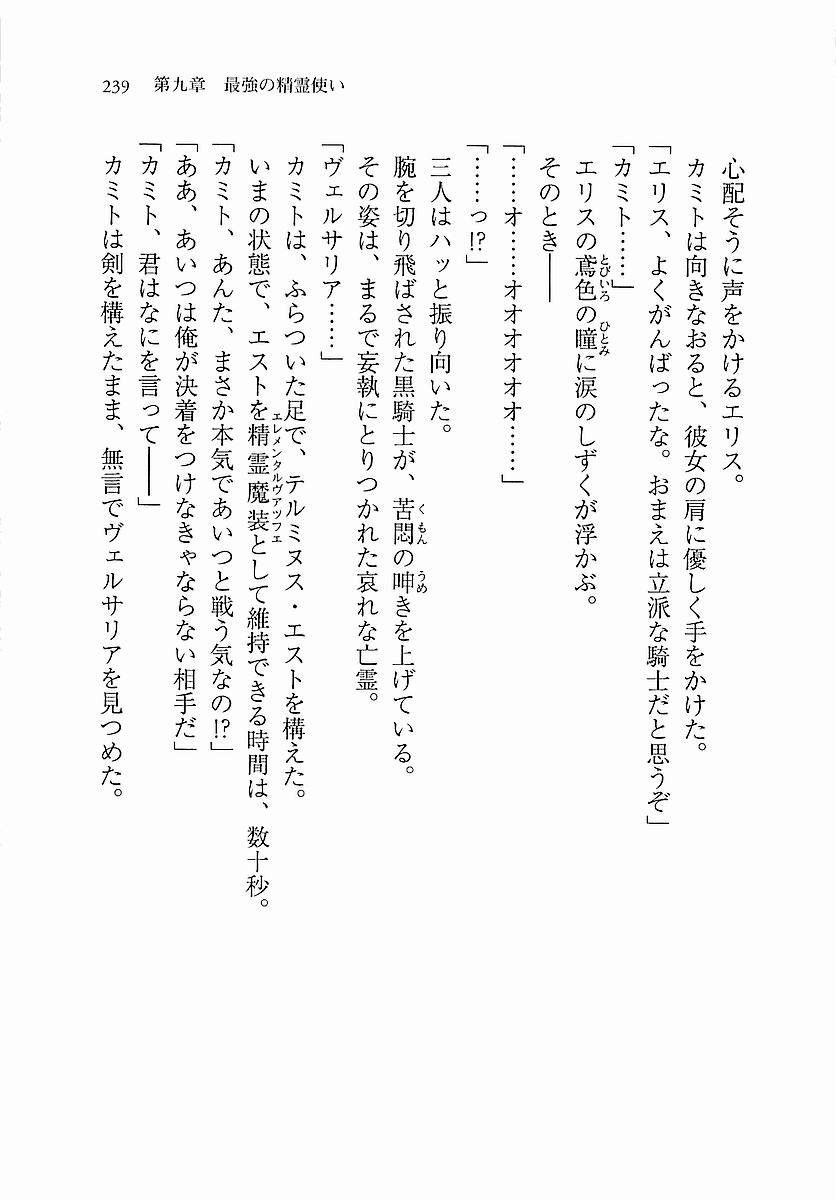 239　第九章　最強の精霊使い
心配そうに声をかけるエリス。
カミトは向きなおると、彼女の肩に優しく手をかけた。
「エリス、よくがんばったな。おまえは立派な騎士だと思うぞ」
「カミト……」
エリスの鳶色の瞳に涙のしずくが浮かぶ。
とびいろ　ひとみ
そのとき――
「……オ……オオオオオオ……」
「……っ!?」
三人はハッと振り向いた。
腕を切り飛ばされた黒騎士が、苦悶の呻きを上げている。
くもん　うめ
その姿は、まるで妄執にとりつかれた哀れな亡霊。
「ヴェルサリア……」
カミトは、ふらついた足で、テルミヌス・エストを構えた。
いまの状態で、エストを精霊魔装として維持できる時間は、数十秒。
エレメンタルヴァッフェ
「カミト、あんた、まさか本気であいつと戦う気なの!?」
「ああ、あいつは俺が決着をつけなきゃならない相手だ」
「カミト、君はなにを言って――」
カミトは剣を構えたまま、無言でヴェルサリアを見つめた。